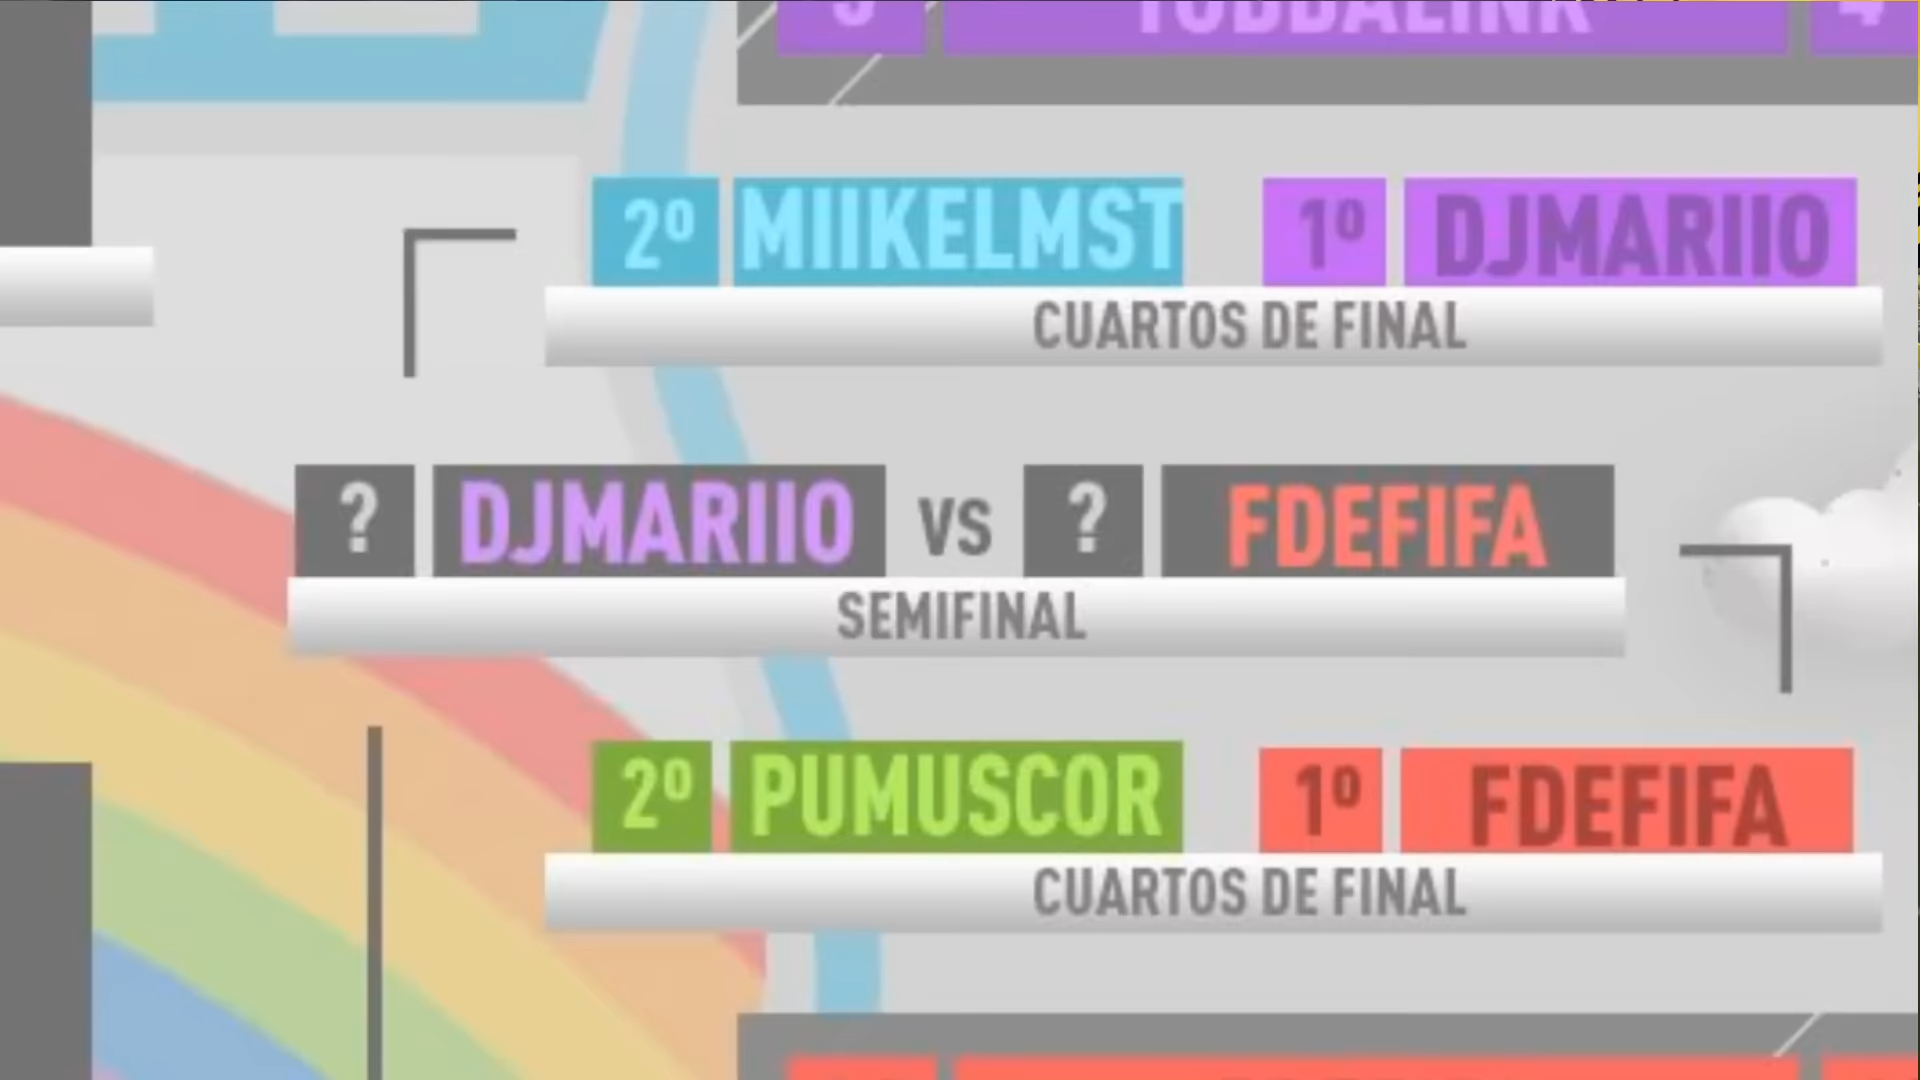 2º MIIKELMST 1º DJMARIIO
CUARTOS DE FINAL
? DJMARIIO VS ? FDEFIFA
SEMIFINAL
2º PUMUSCOR 1º FDEFIFA
CUARTOS DE FINAL